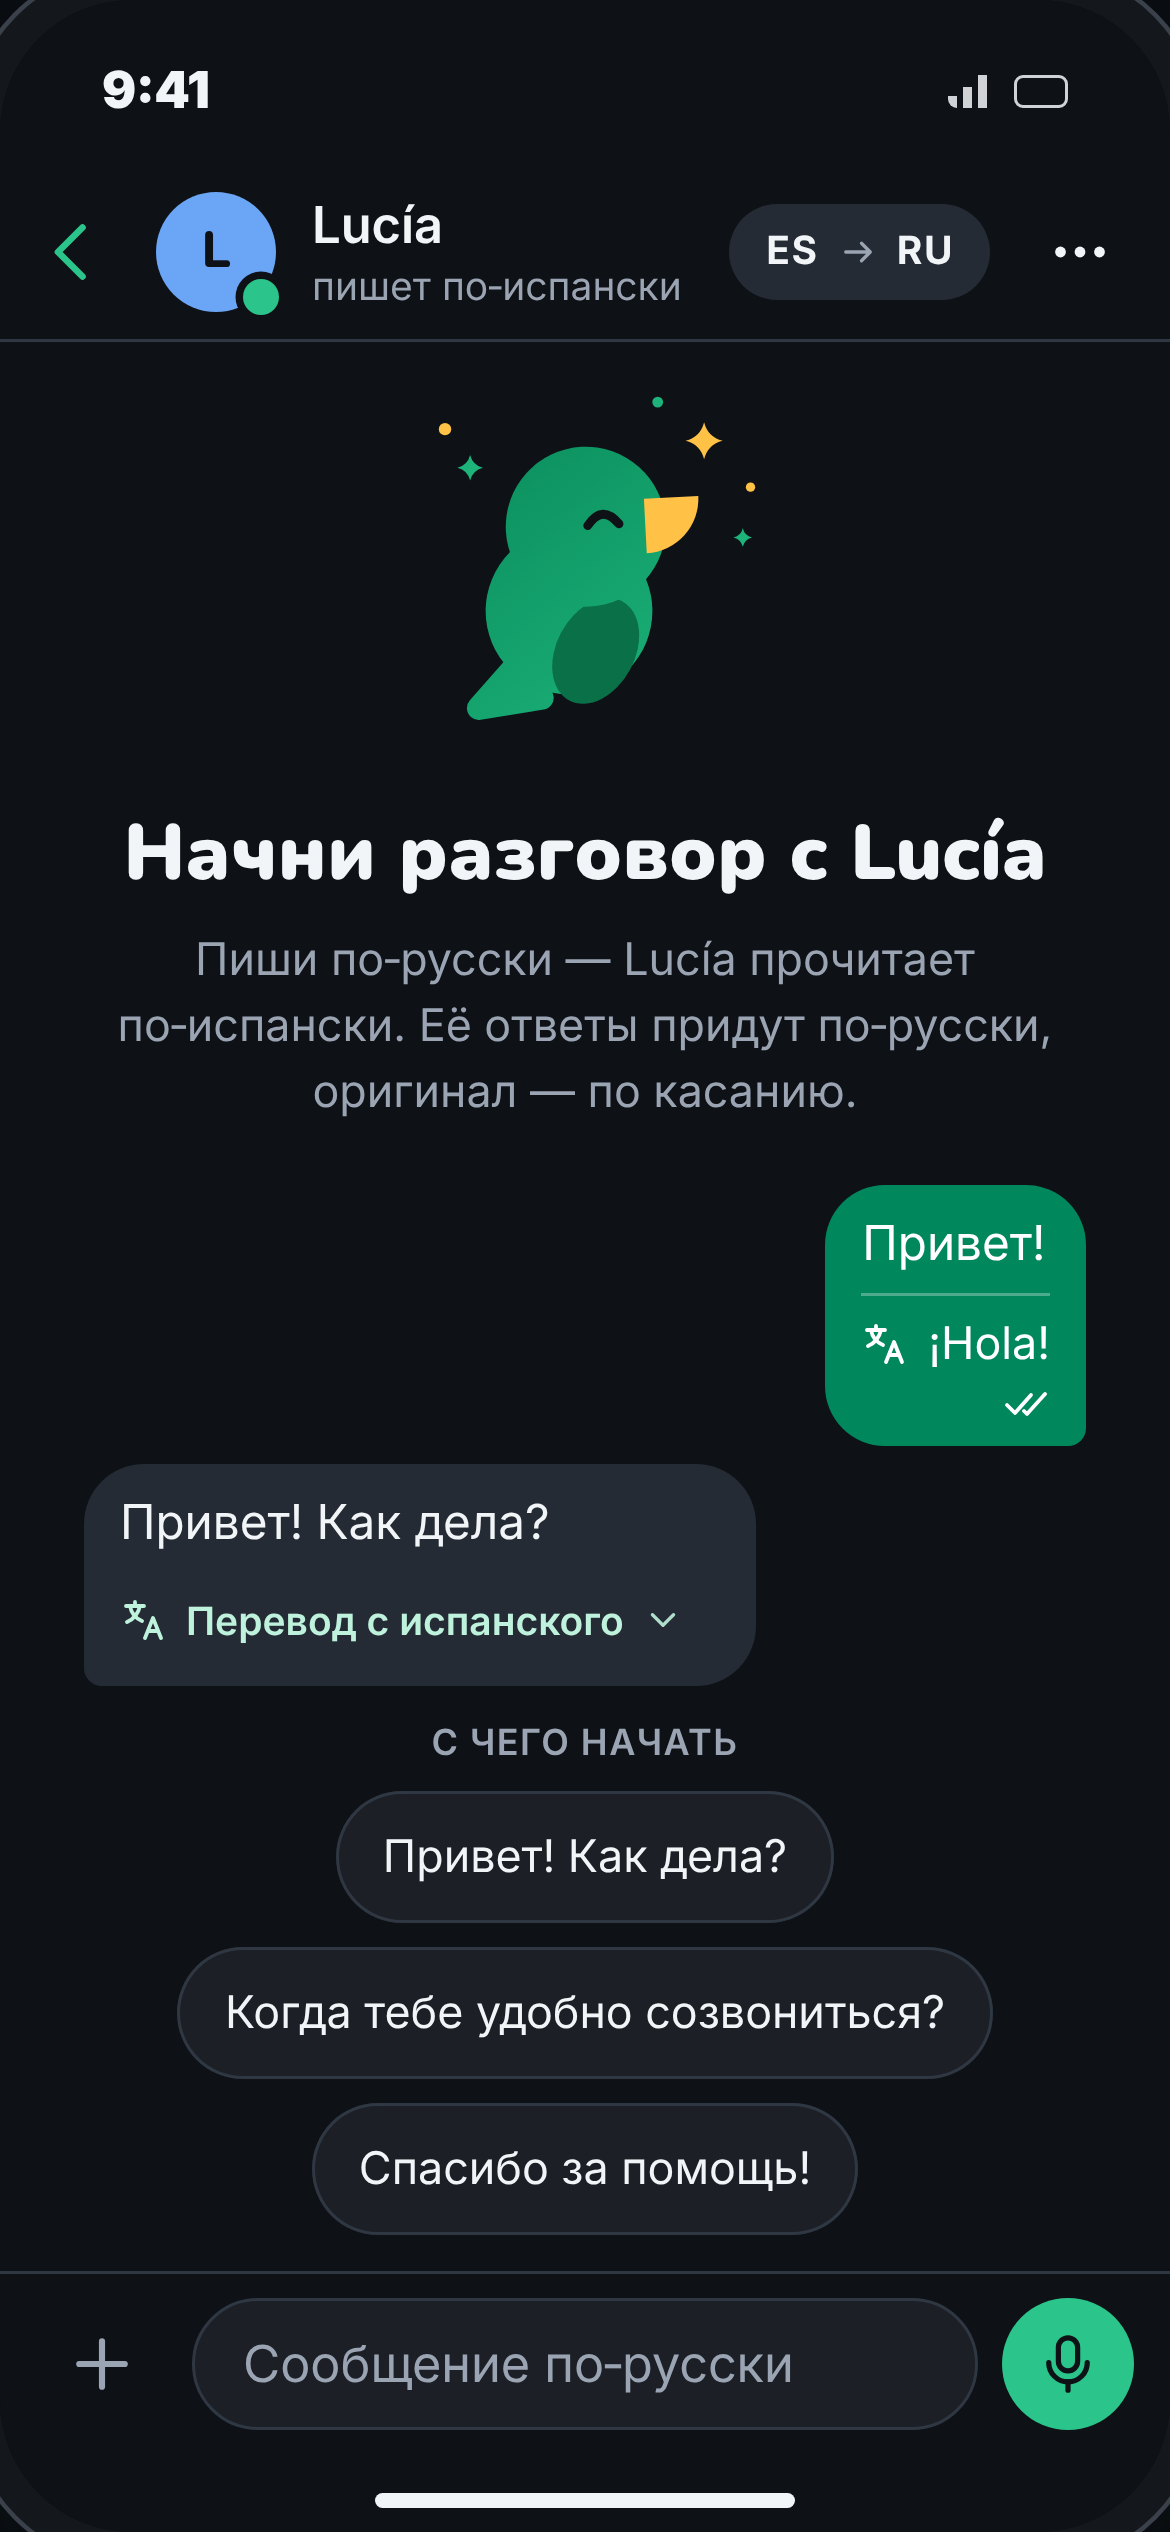 9:41
L
Lucía
пишет по-испански
ES → RU
Начни разговор с Lucía
Пиши по-русски — Lucía прочитает
по-испански. Её ответы придут по-русски,
оригинал — по касанию.
Привет!
¡Hola!
Привет! Как дела?
Перевод с испанского
С ЧЕГО НАЧАТЬ
Привет! Как дела?
Когда тебе удобно созвониться?
Спасибо за помощь!
Сообщение по-русски